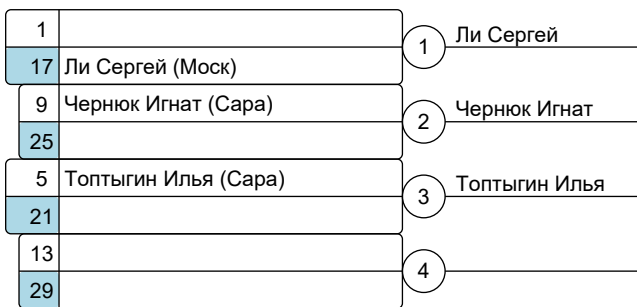 1
1 Ли Сергей
17 Ли Сергей (Моск)
9 Чернюк Игнат (Сара)
2 Чернюк Игнат
25
5 Топтыгин Илья (Сара)
3 Топтыгин Илья
21
13
4
29